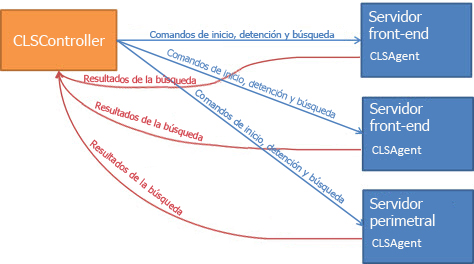 CLSController
Comandos de inicio, detención y búsqueda
Servidor
front-end
CLSAgent
Comandos de inicio, detención y búsqueda
Resultados de la búsqueda
Servidor
front-end
CLSAgent
Resultados de la búsqueda
Comandos de inicio, detención y búsqueda
Resultados de la búsqueda
Servidor
perimetral
CLSAgent